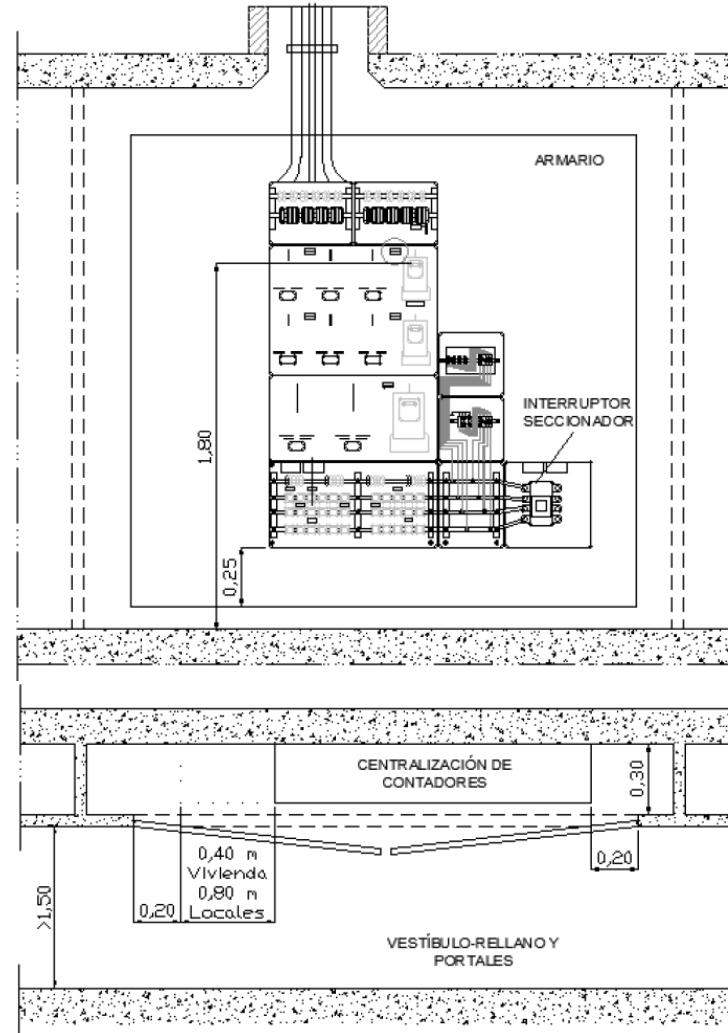 ARMARIO
INTERRUPTOR
SECCIONADOR
1,80
0,25
CENTRALIZACIÓN DE
CONTADORES
0,30
0,40 m
Vivienda
0,80 m
Locales
0,20
0,20
>1,50
VESTÍBULO-RELLANO Y
PORTALES